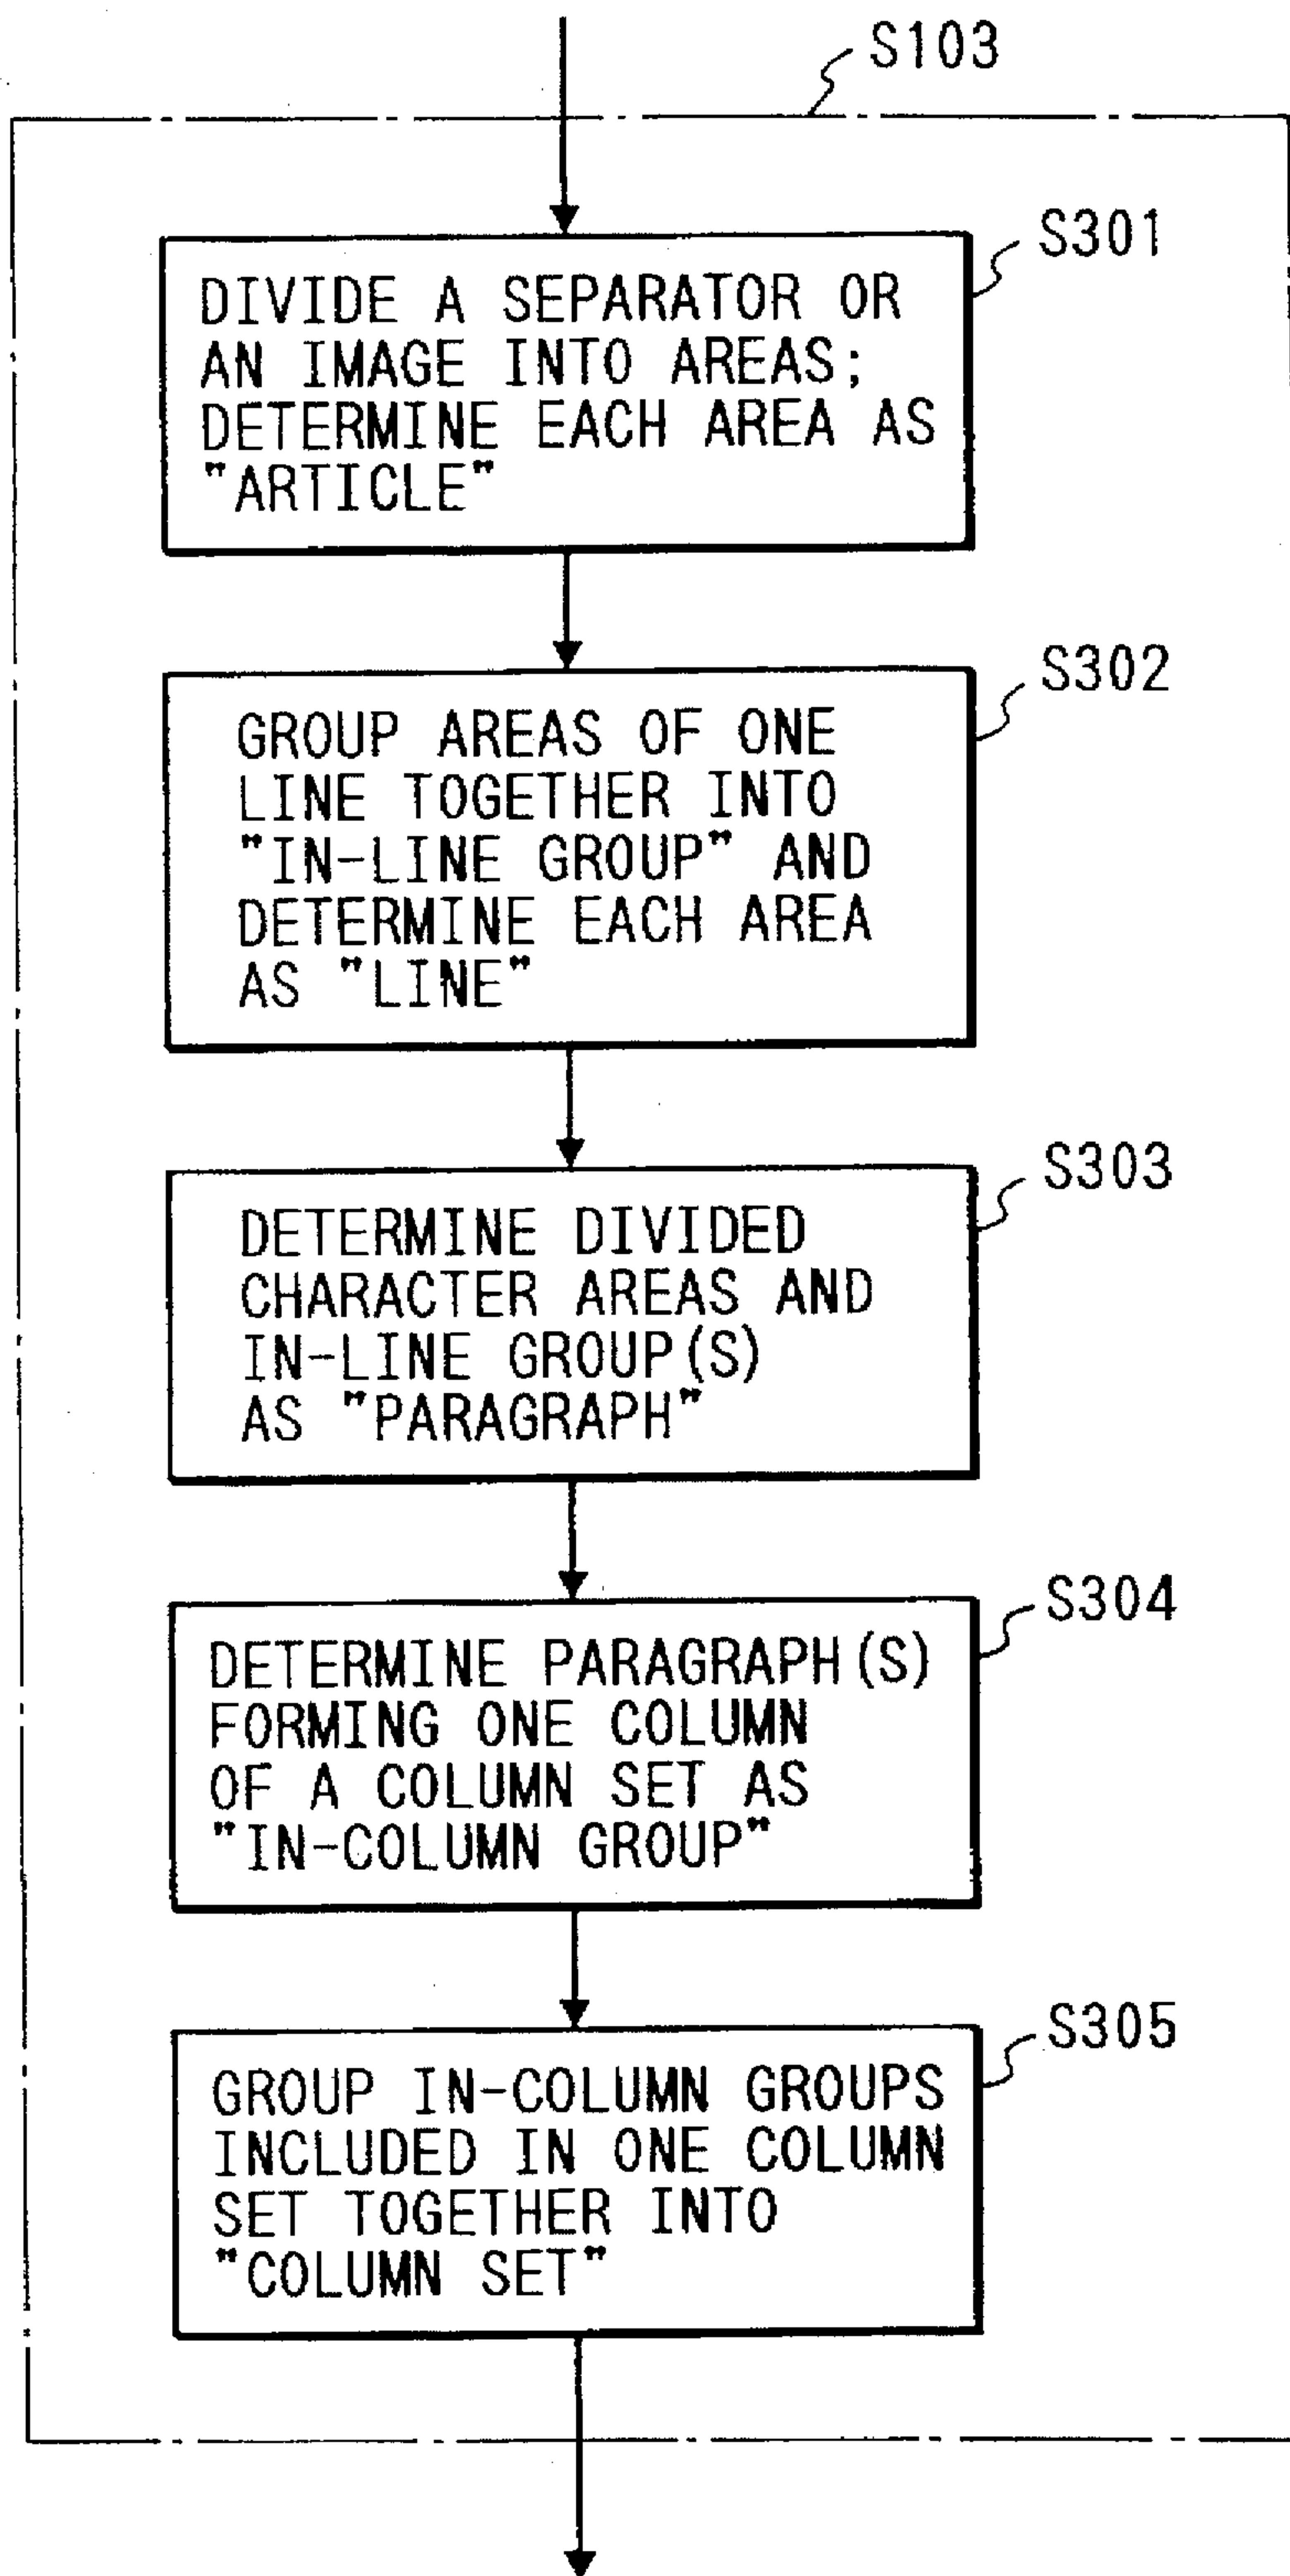 S103
S301
DIVIDE A SEPARATOR OR
AN IMAGE INTO AREAS;
DETERMINE EACH AREA AS
"ARTICLE"
S302
GROUP AREAS OF ONE
LINE TOGETHER INTO
"IN-LINE GROUP" AND
DETERMINE EACH AREA
AS "LINE"
S303
DETERMINE DIVIDED
CHARACTER AREAS AND
IN-LINE GROUP(S)
AS "PARAGRAPH"
S304
DETERMINE PARAGRAPH(S)
FORMING ONE COLUMN
OF A COLUMN SET AS
"IN-COLUMN GROUP"
S305
GROUP IN-COLUMN GROUPS
INCLUDED IN ONE COLUMN
SET TOGETHER INTO
"COLUMN SET"